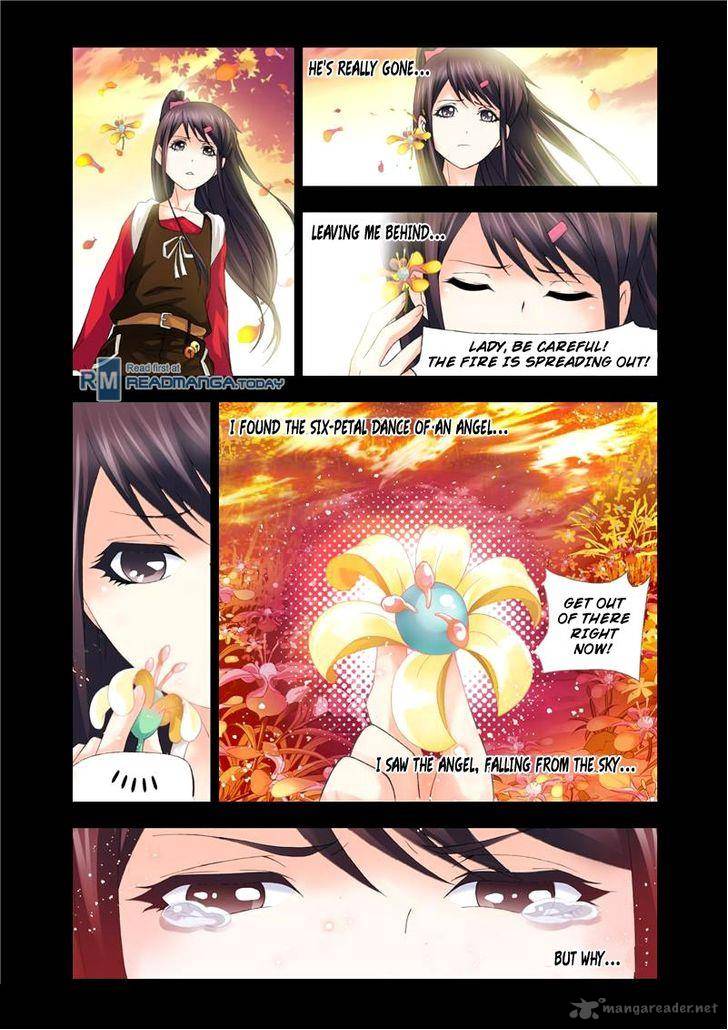 HE'S REALLY GONE...
LEAVING ME BEHIND...
LADY, BE CAREFUL!
THE FIRE IS SPREADING OUT!
RM
Read first at
READMANGA.TODAY
I FOUND THE SIX-PETAL DANCE OF AN ANGEL...
GET OUT
OF THERE
RIGHT
NOW!
I SAW THE ANGEL, FALLING FROM THE SKY...
BUT WHY...
mangareader.net